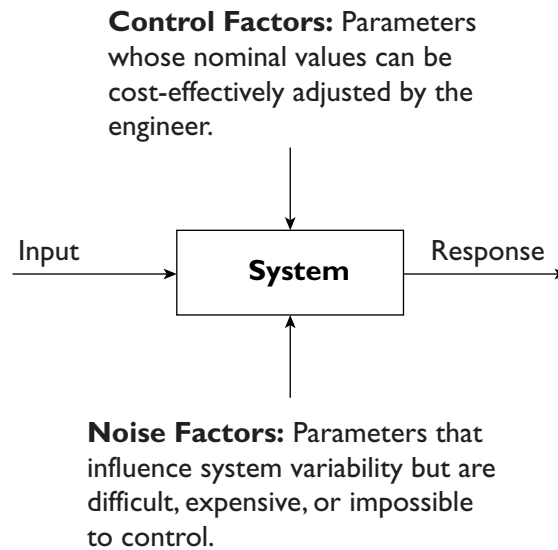 Control Factors: Parameters
whose nominal values can be
cost-effectively adjusted by the
engineer.
Input
System
Response
Noise Factors: Parameters that
influence system variability but are
difficult, expensive, or impossible
to control.